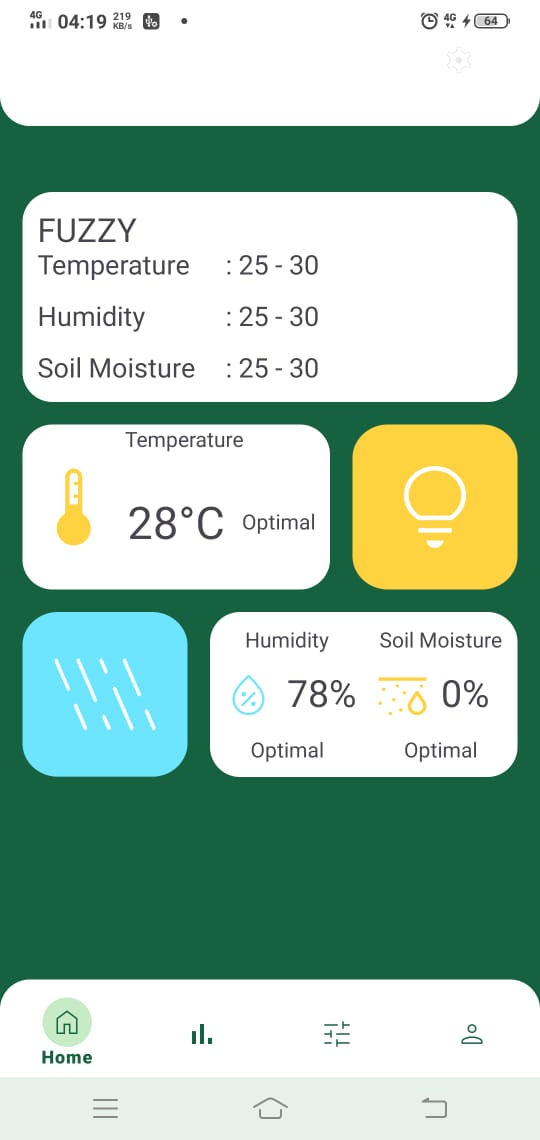 4G 04:19 219 KB/s 4G 64
FUZZY
Temperature : 25 - 30
Humidity : 25 - 30
Soil Moisture : 25 - 30
Temperature
28°C Optimal
Humidity Soil Moisture
78% 0%
Optimal Optimal
Home